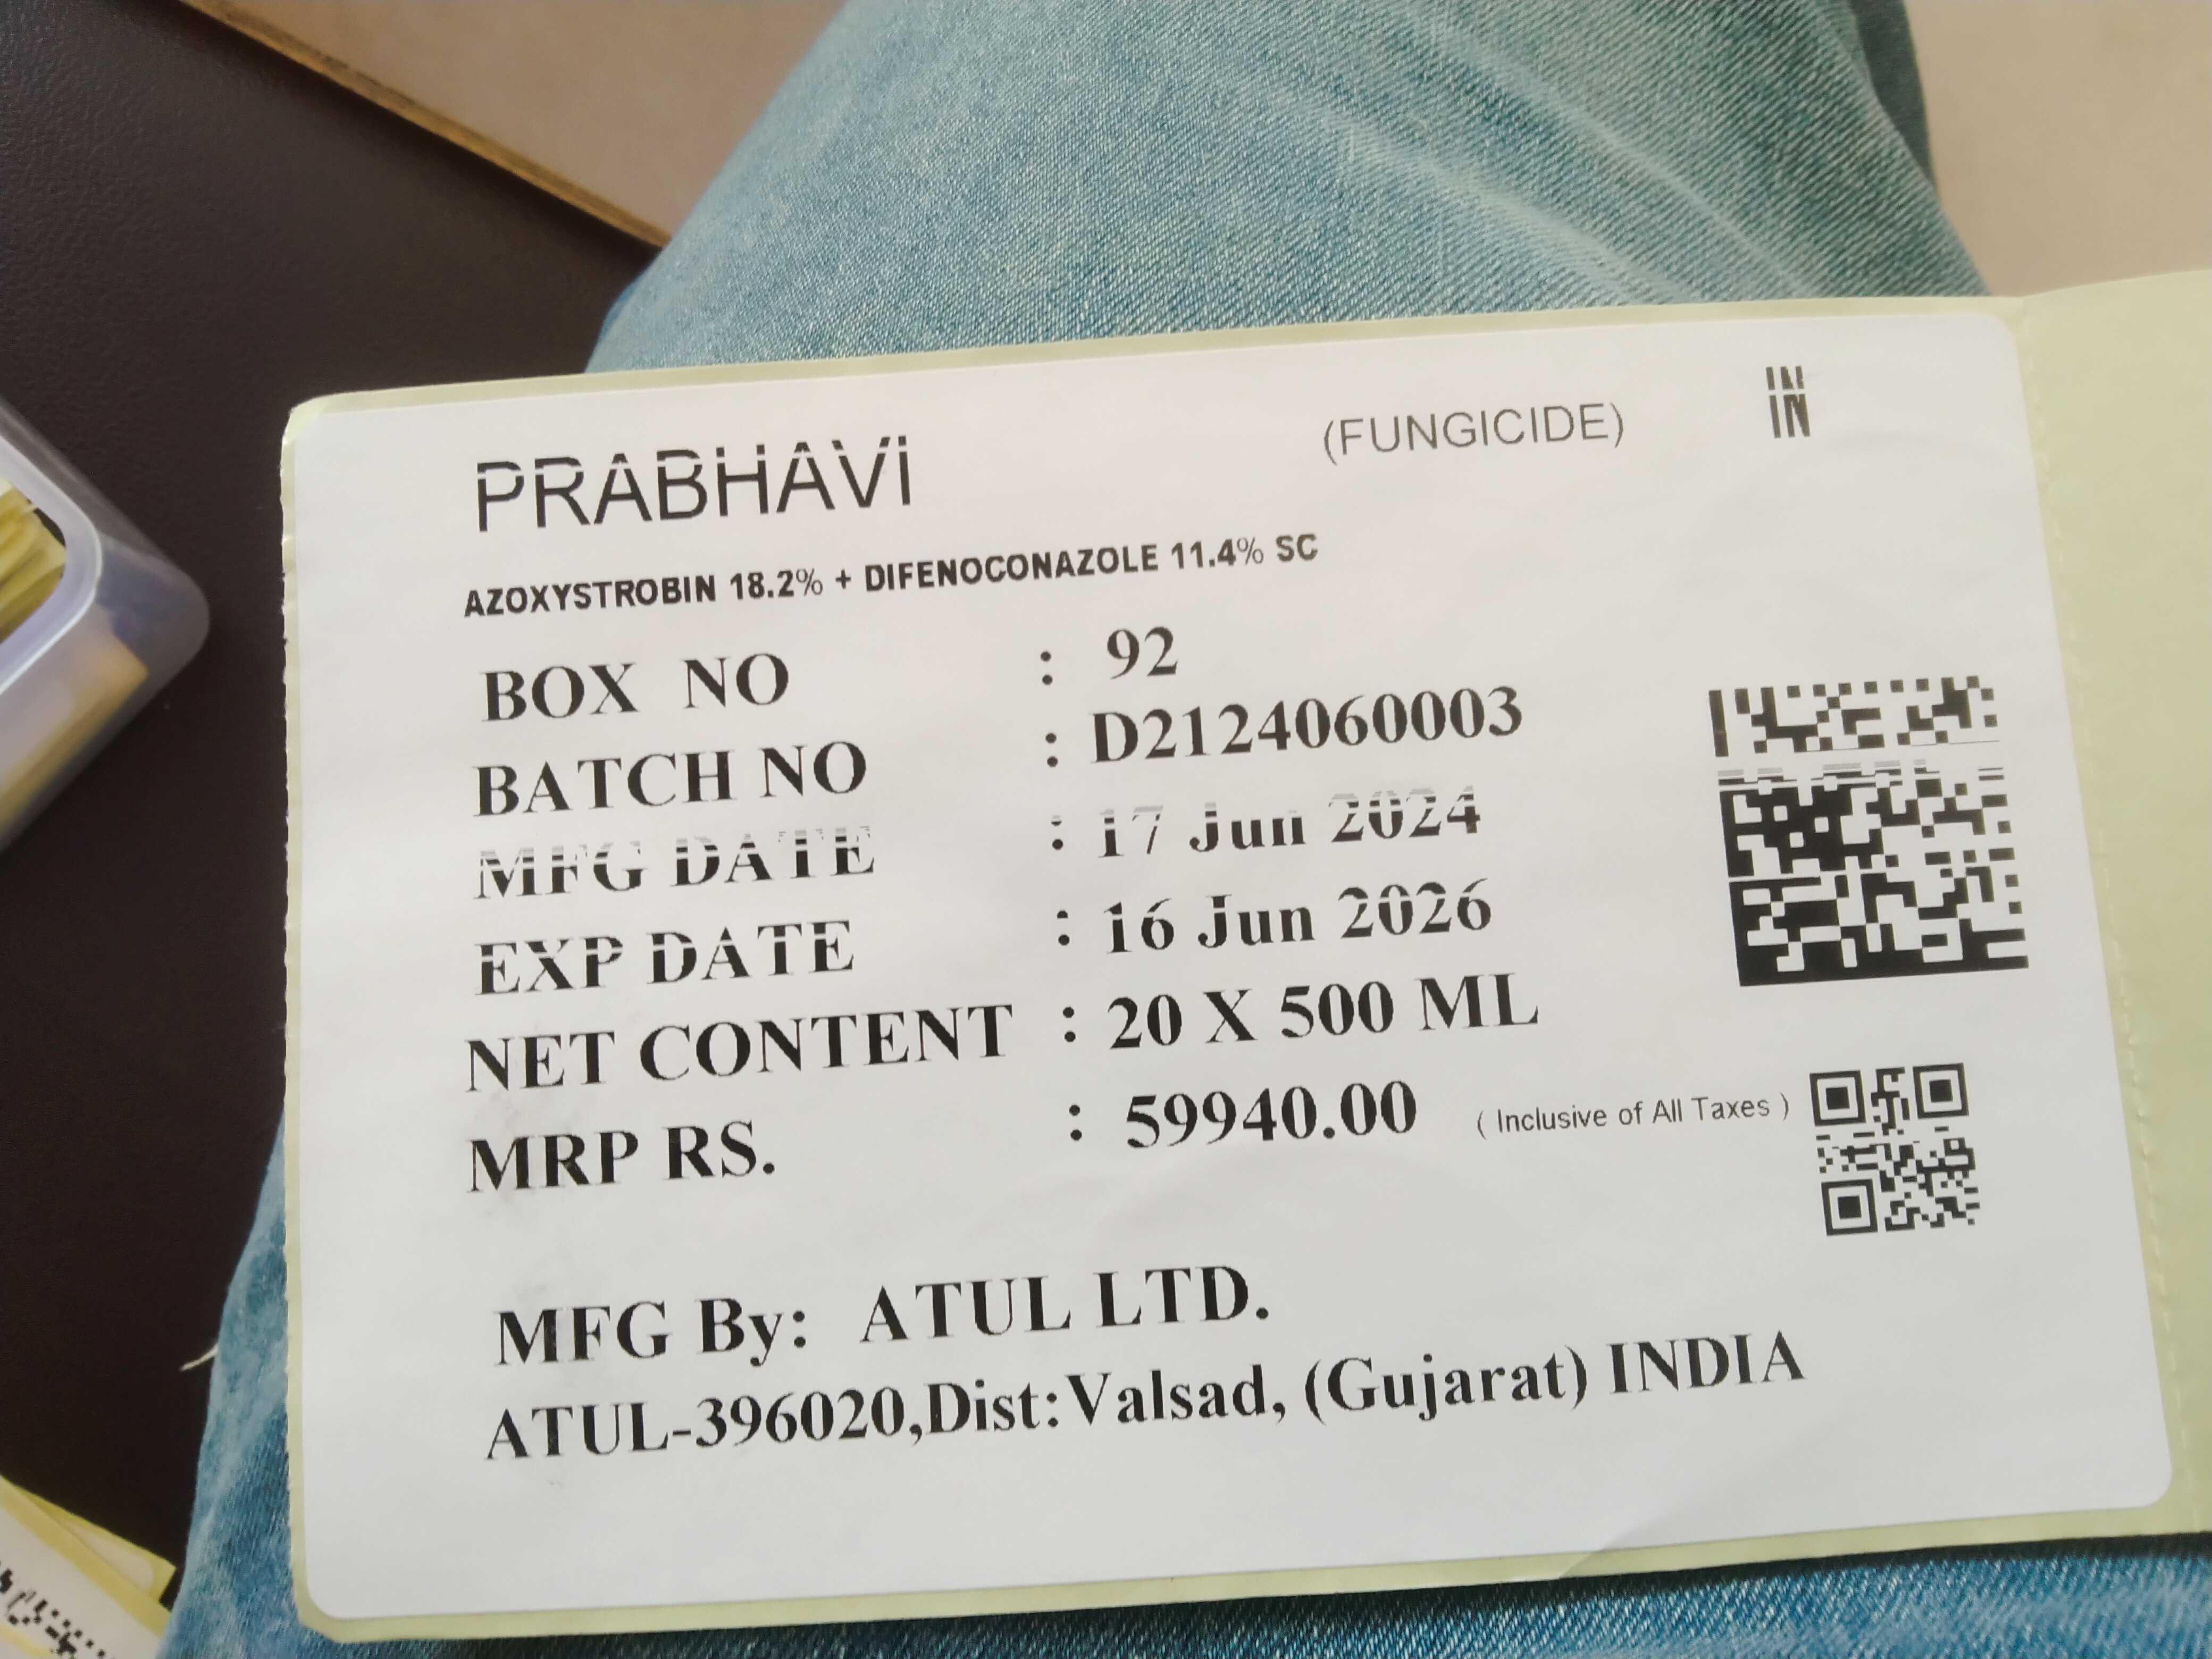 PRABHAVI (FUNGICIDE) IN
AZOXYSTROBIN 18.2% + DIFENOCONAZOLE 11.4% SC
BOX NO : 92
BATCH NO : D2124060003
MFG DATE : 17 Jun 2024
EXP DATE : 16 Jun 2026
NET CONTENT : 20 X 500 ML
MRP RS. : 59940.00 ( Inclusive of All Taxes )
MFG By: ATUL LTD.
ATUL-396020,Dist:Valsad, (Gujarat) INDIA